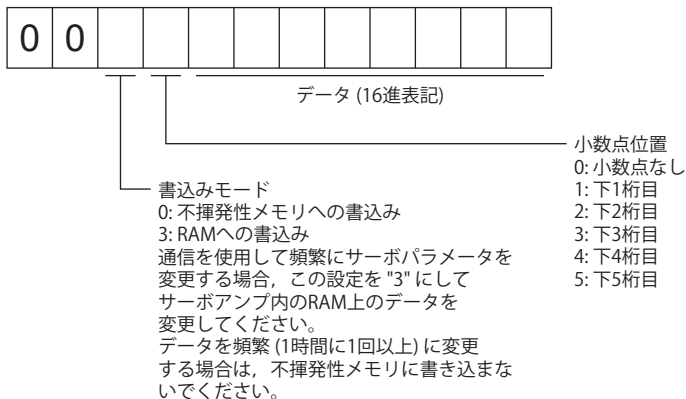 0 0
データ (16進表記)
小数点位置
0: 小数点なし
1: 下1桁目
2: 下2桁目
3: 下3桁目
4: 下4桁目
5: 下5桁目
書込みモード
0: 不揮発性メモリへの書込み
3: RAMへの書込み
通信を使用して頻繁にサーボパラメータを
変更する場合，この設定を "3" にして
サーボアンプ内のRAM上のデータを
変更してください。
データを頻繁 (1時間に1回以上) に変更
する場合は，不揮発性メモリに書き込まな
いでください。